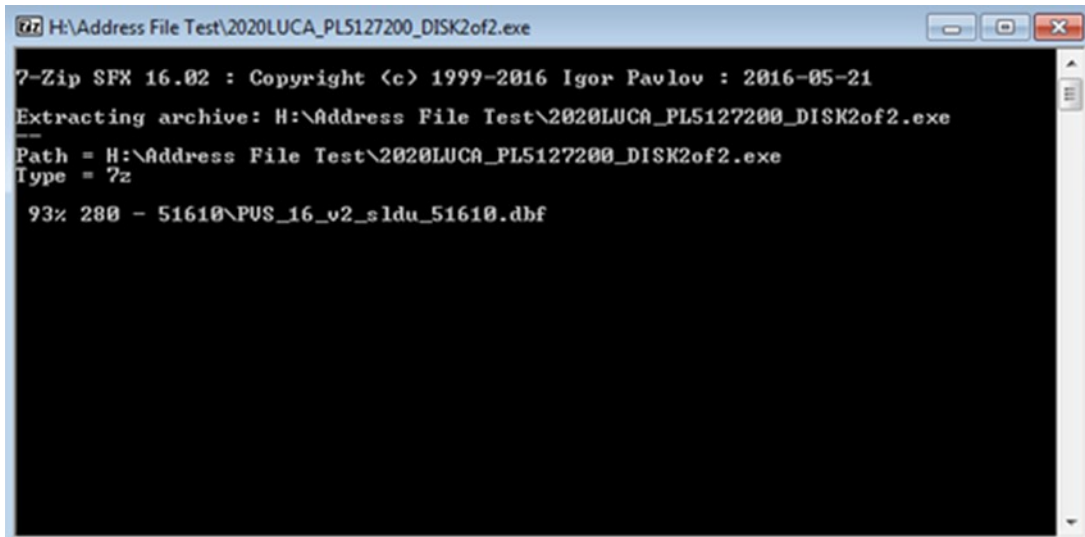 7z H:\Address File Test\2020LUCA_PL5127200_DISK2of2.exe
7-Zip SFX 16.02 : Copyright (c) 1999-2016 Igor Pavlov : 2016-05-21
Extracting archive: H:\Address File Test\2020LUCA_PL5127200_DISK2of2.exe
--
Path = H:\Address File Test\2020LUCA_PL5127200_DISK2of2.exe
Type = 7z
93% 280 - 51610\PVS_16_v2_sldu_51610.dbf